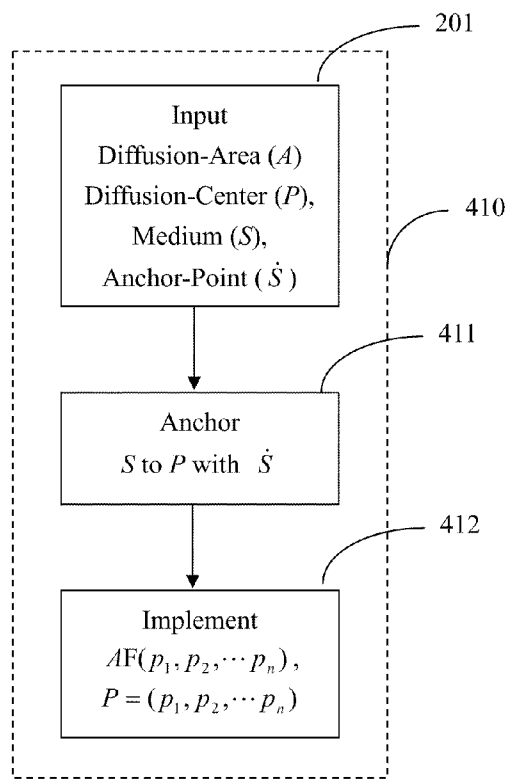 201
Input
Diffusion-Area (A)
Diffusion-Center (P),
Medium (S),
Anchor-Point ( Ṡ )
410
411
Anchor
S to P with Ṡ
412
Implement
AF(p₁, p₂, ⋯ pₙ) ,
P = (p₁, p₂, ⋯ pₙ)